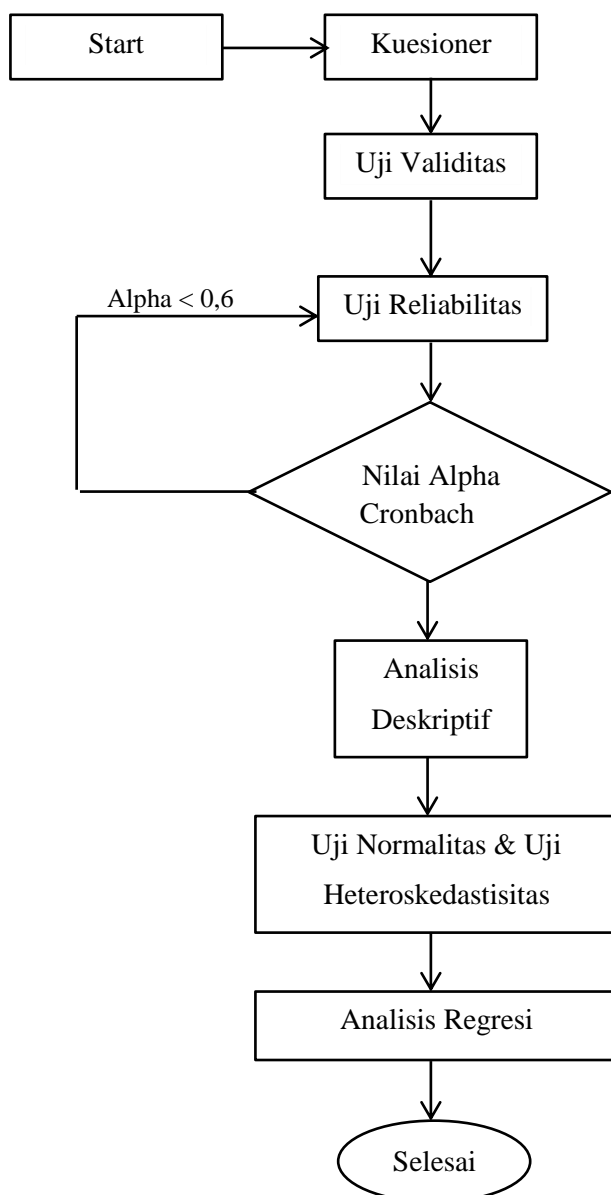 Start
Kuesioner
Uji Validitas
Alpha < 0,6
Uji Reliabilitas
Nilai Alpha
Cronbach
Analisis
Deskriptif
Uji Normalitas & Uji
Heteroskedastisitas
Analisis Regresi
Selesai